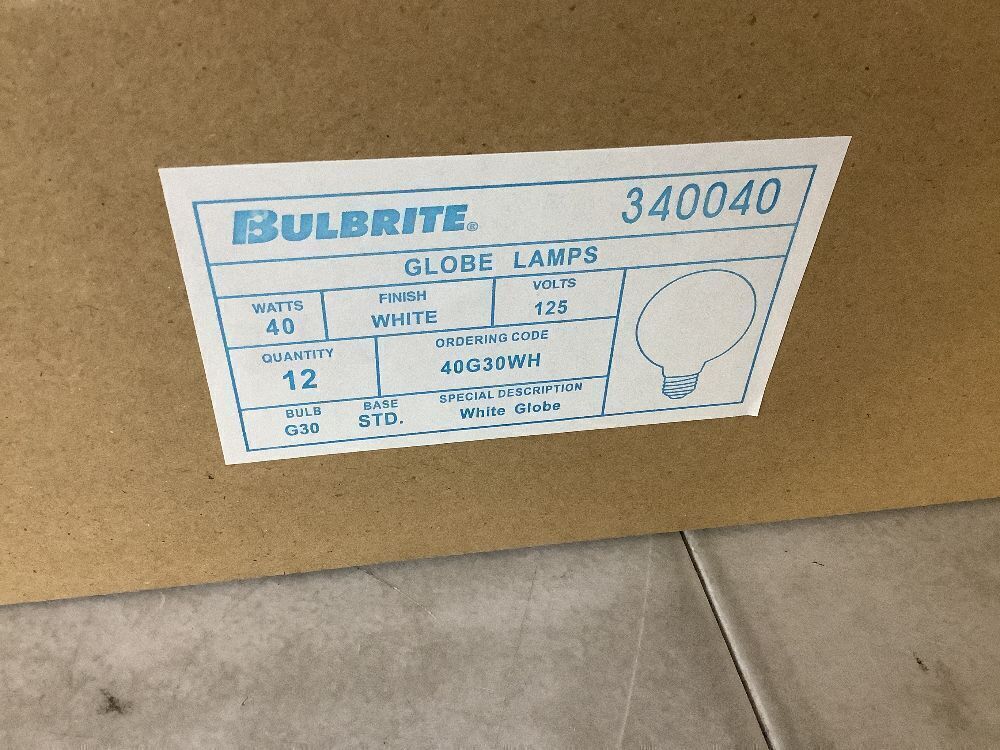 BULBRITE® 340040
GLOBE LAMPS
WATTS FINISH VOLTS
40 WHITE 125
QUANTITY ORDERING CODE
12 40G30WH
BULB BASE SPECIAL DESCRIPTION
G30 STD. White Globe